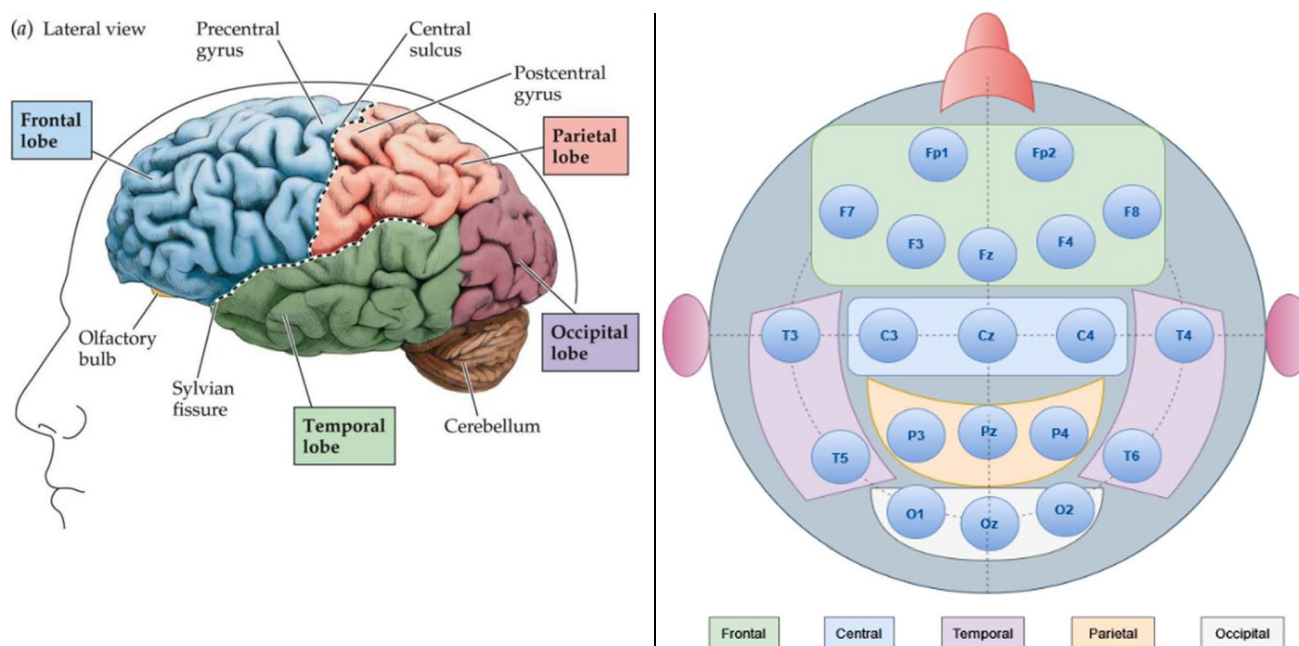 (a) Lateral view
Precentral
gyrus
Central
sulcus
Postcentral
gyrus
Frontal
lobe
Parietal
lobe
Olfactory
bulb
Sylvian
fissure
Temporal
lobe
Occipital
lobe
Cerebellum
Fp1 Fp2
F7 F8
F3 Fz F4
T3 C3 Cz C4 T4
P3 Pz P4
T5 T6
O1 Oz O2
Frontal Central Temporal Parietal Occipital